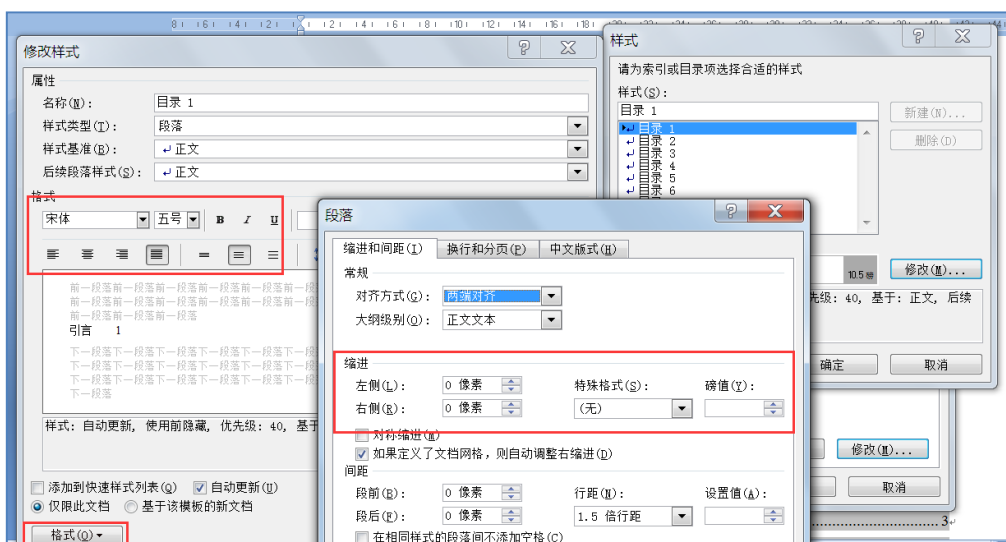 修改样式
属性
名称(N): 目录 1
样式类型(T): 段落
样式基准(B): 正文
后续段落样式(S): 正文
格式
宋体 五号 B I U
前一段落前一段落前一段落前一段落前一段落前一段落前一段
前一段落前一段落前一段落前一段落前一段落前一段落前一段
前一段落前一段落前一段落
引言 1
下一段落下一段落下一段落下一段落下一段落下一段落下一段
下一段落下一段落下一段落下一段落下一段落下一段落下一段
下一段落下一段落下一段落下一段落下一段落下一段落下一段
下一段落
样式: 自动更新, 使用前隐藏, 优先级: 40, 基于
添加到快速样式列表(Q) 自动更新(U)
仅限此文档 基于该模板的新文档
格式(O)
样式
请为索引或目录项选择合适的样式
样式(S):
目录 1
目录 1
目录 2
目录 3
目录 4
目录 5
目录 6
新建(N)...
删除(D)
10.5 磅
修改(M)...
先级: 40, 基于: 正文, 后续
确定 取消
修改(M)...
取消
3
段落
缩进和间距(I) 换行和分页(P) 中文版式(H)
常规
对齐方式(G): 两端对齐
大纲级别(O): 正文文本
缩进
左侧(L): 0 像素 特殊格式(S): 磅值(Y):
右侧(R): 0 像素 (无)
对称缩进(M)
如果定义了文档网格，则自动调整右缩进(D)
间距
段前(B): 0 像素 行距(N): 设置值(A):
段后(F): 0 像素 1.5 倍行距
在相同样式的段落间不添加空格(C)